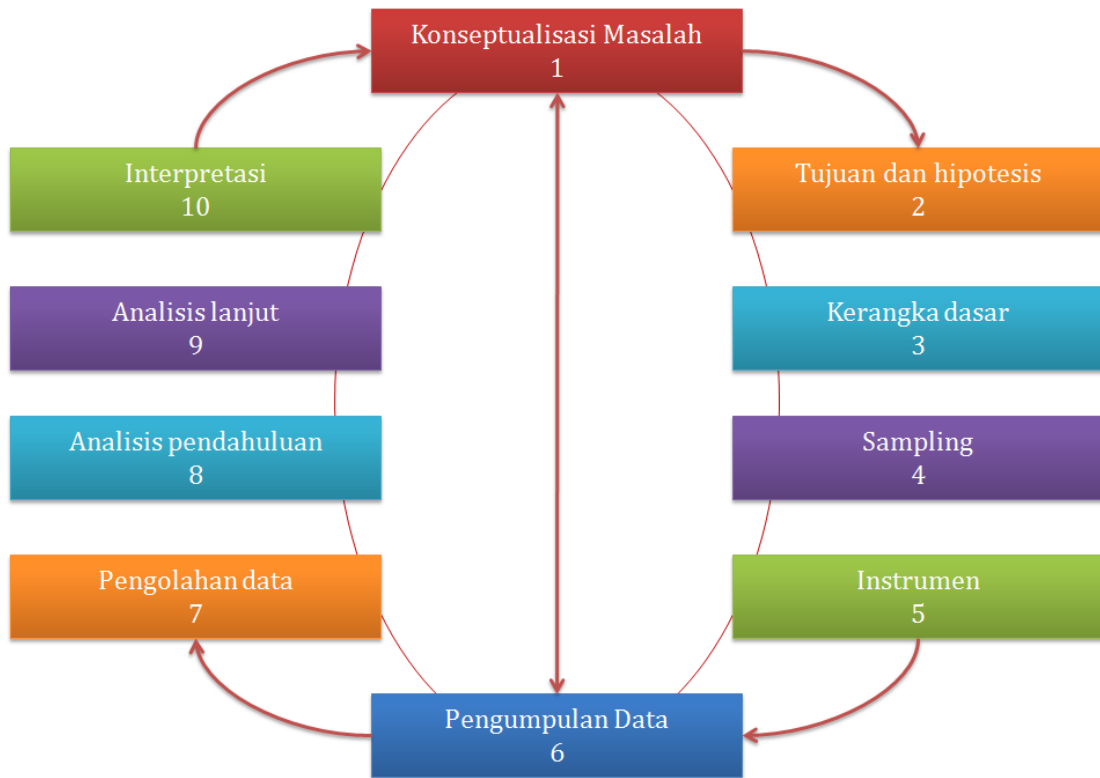 Konseptualisasi Masalah
1
Tujuan dan hipotesis
2
Kerangka dasar
3
Sampling
4
Instrumen
5
Pengumpulan Data
6
Pengolahan data
7
Analisis pendahuluan
8
Analisis lanjut
9
Interpretasi
10